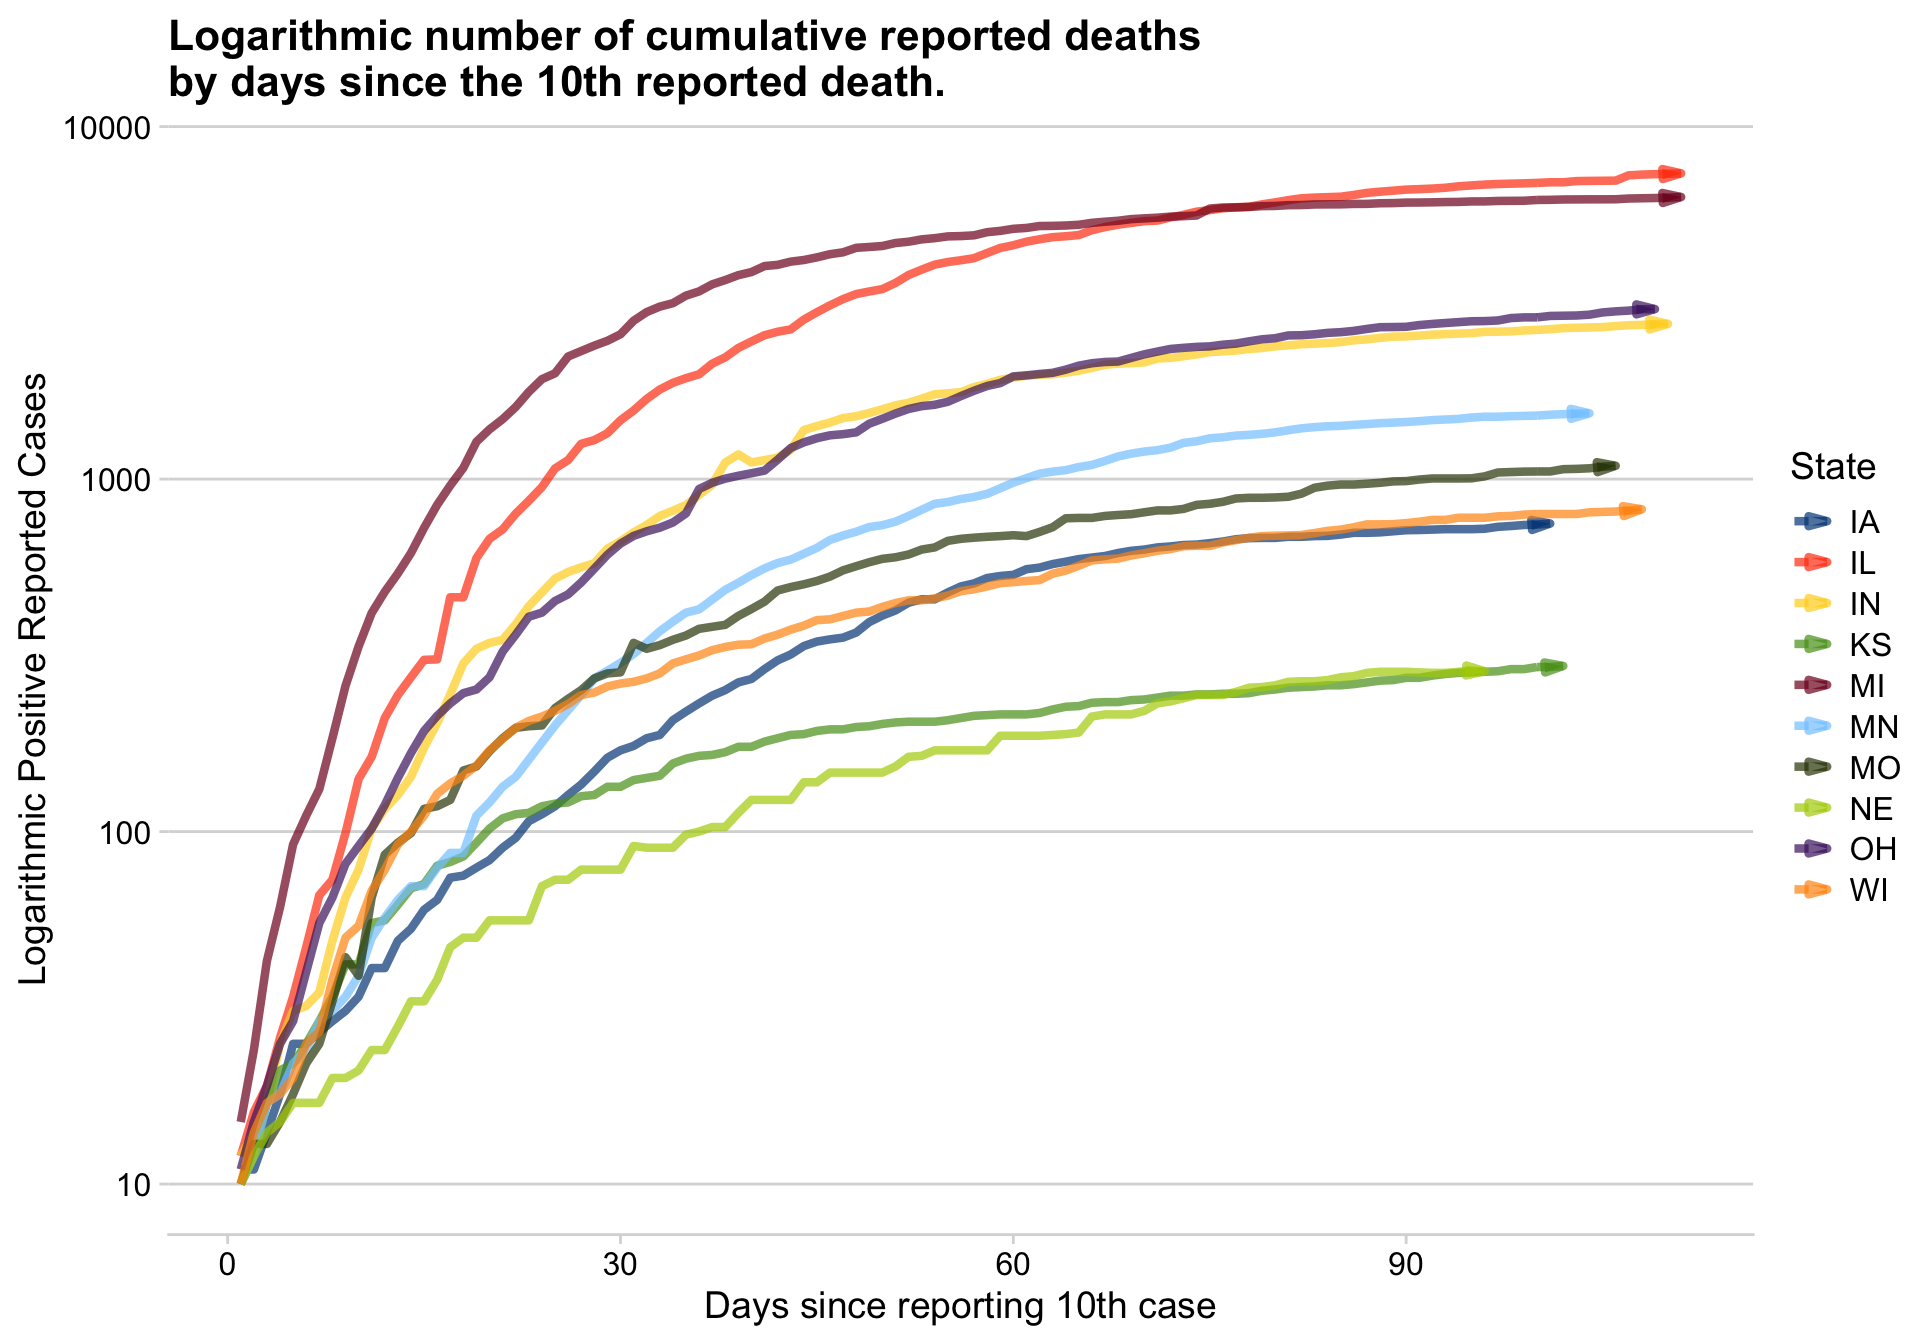 Logarithmic number of cumulative reported deaths
by days since the 10th reported death.
10000
1000
100
10
Logarithmic Positive Reported Cases
0
30
60
90
Days since reporting 10th case
State
IA
IL
IN
KS
MI
MN
MO
NE
OH
WI